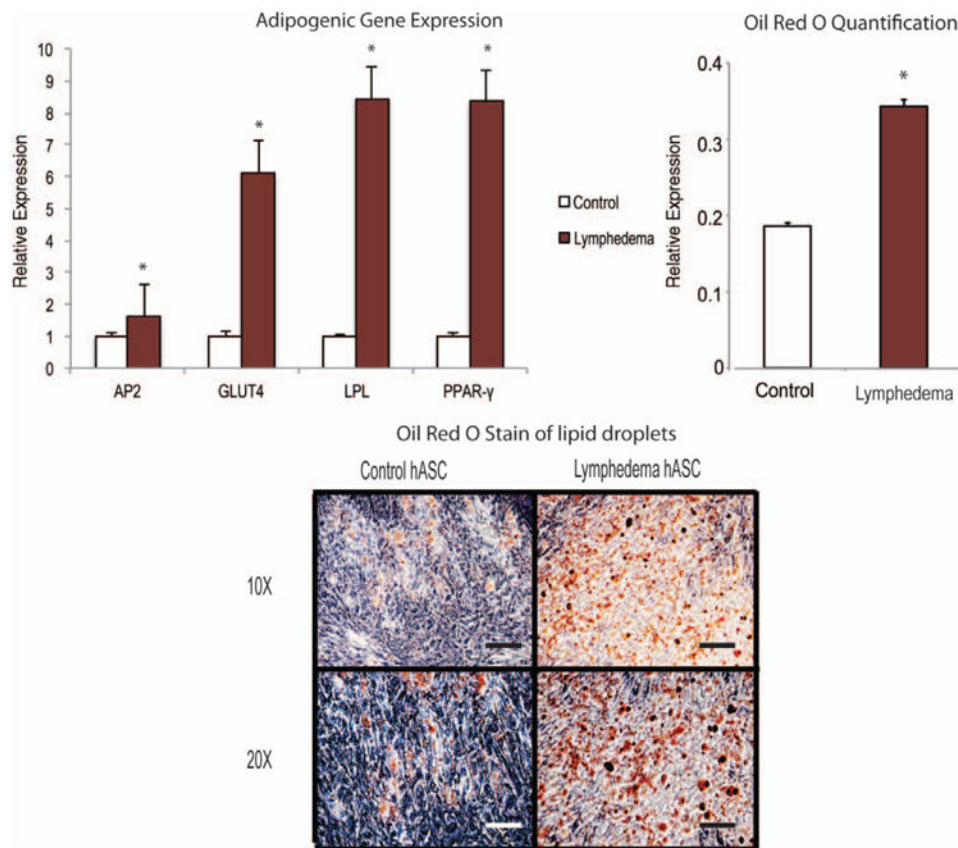 Adipogenic Gene Expression
Relative Expression
10
9
8
7
6
5
4
3
2
1
0
*
*
*
*
AP2
GLUT4
LPL
PPAR-γ
Control
Lymphedema
Oil Red O Quantification
Relative Expression
0.4
0.3
0.2
0.1
0
*
Control
Lymphedema
Oil Red O Stain of lipid droplets
Control hASC
Lymphedema hASC
10X
20X